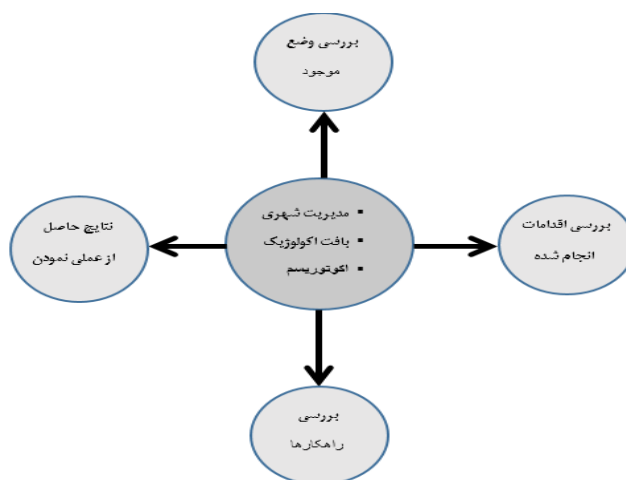 بررسی وضع
موجود
▪ مدیریت شهری
▪ بافت اکولوژیک
▪ اکوتوریسم
بررسی اقدامات
انجام شده
نتایج حاصل
از عملی نمودن
بررسی
راهکارها